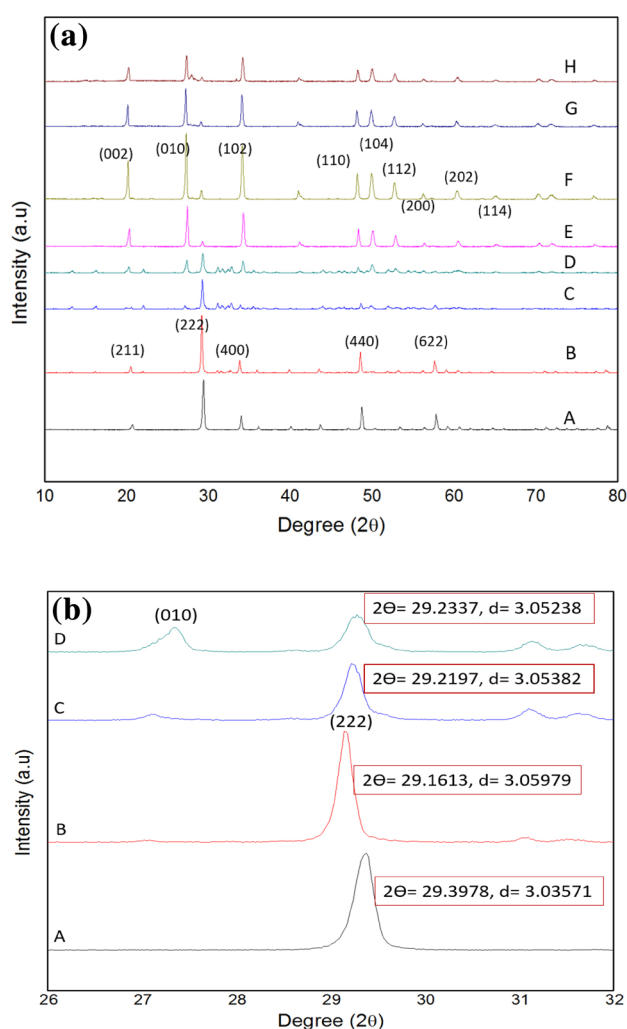 (a)
H
G
(002) (010) (102) (110) (104) (112) (202)
F
(200) (114)
E
D
C
(222)
(211) (400) (440) (622)
B
A
Intensity (a.u)
10 20 30 40 50 60 70 80
Degree (2θ)
(b)
(010)
2Θ= 29.2337, d= 3.05238
D
2Θ= 29.2197, d= 3.05382
C
(222)
2Θ= 29.1613, d= 3.05979
B
2Θ= 29.3978, d= 3.03571
A
Intensity (a.u)
26 27 28 29 30 31 32
Degree (2θ)